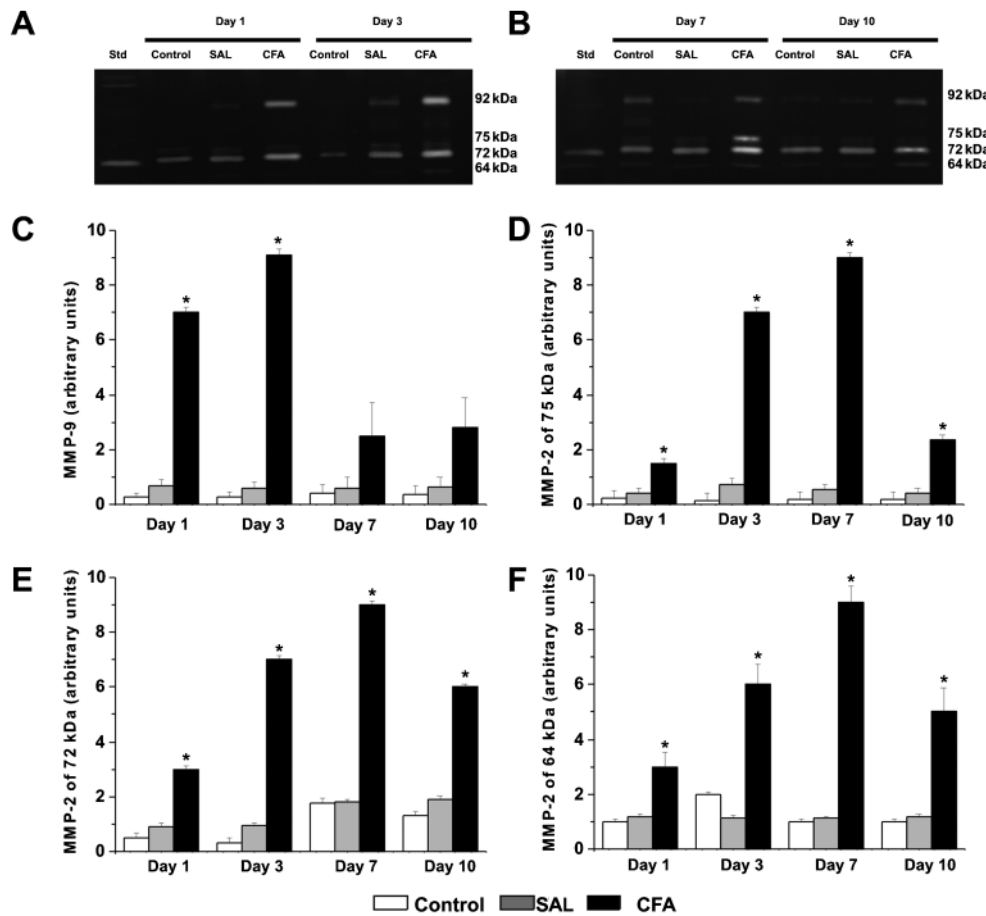 A
Day 1
Day 3
Std
Control
SAL
CFA
Control
SAL
CFA
92 kDa
75 kDa
72 kDa
64 kDa
B
Day 7
Day 10
Std
Control
SAL
CFA
Control
SAL
CFA
92 kDa
75 kDa
72 kDa
64 kDa
C
MMP-9 (arbitrary units)
10
8
6
4
2
0
*
*
Day 1
Day 3
Day 7
Day 10
D
MMP-2 of 75 kDa (arbitrary units)
10
8
6
4
2
0
*
*
*
*
Day 1
Day 3
Day 7
Day 10
E
MMP-2 of 72 kDa (arbitrary units)
10
8
6
4
2
0
*
*
*
*
Day 1
Day 3
Day 7
Day 10
F
MMP-2 of 64 kDa (arbitrary units)
10
8
6
4
2
0
*
*
*
*
Day 1
Day 3
Day 7
Day 10
Control
SAL
CFA